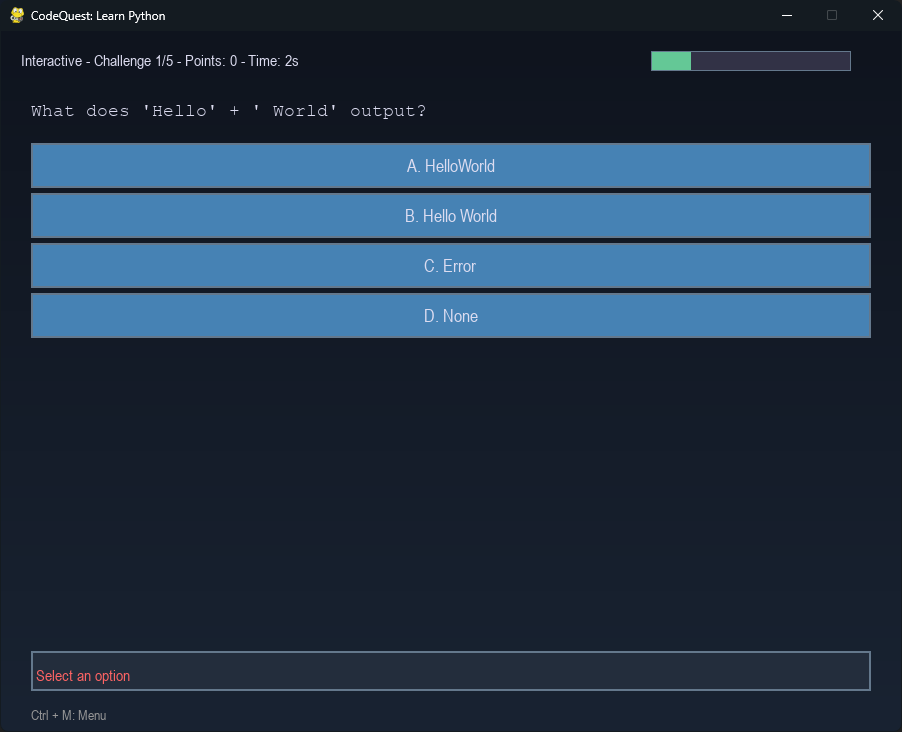 CodeQuest: Learn Python
Interactive - Challenge 1/5 - Points: 0 - Time: 2s
What does 'Hello' + ' World' output?
A. HelloWorld
B. Hello World
C. Error
D. None
Select an option
Ctrl + M: Menu